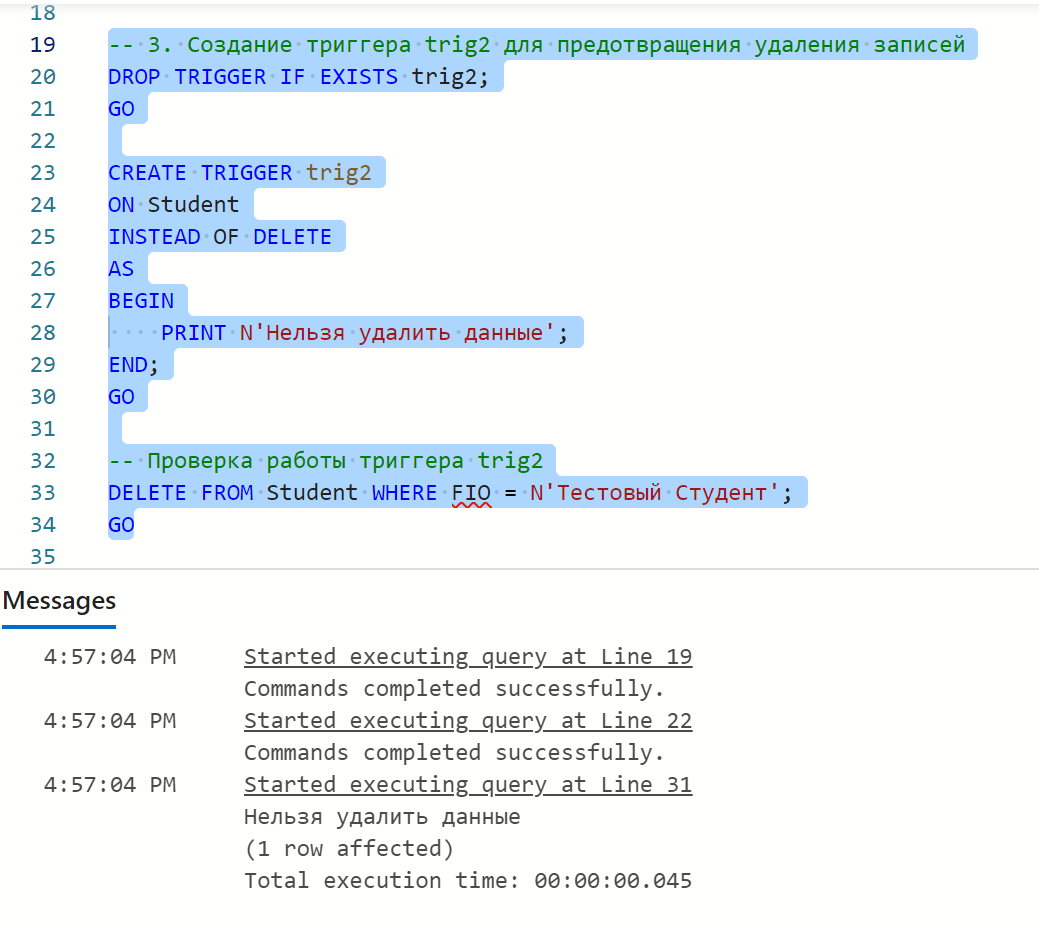 18
19 -- 3. Создание триггера trig2 для предотвращения удаления записей
20 DROP TRIGGER IF EXISTS trig2;
21 GO
22
23 CREATE TRIGGER trig2
24 ON Student
25 INSTEAD OF DELETE
26 AS
27 BEGIN
28     PRINT N'Нельзя удалить данные';
29 END;
30 GO
31
32 -- Проверка работы триггера trig2
33 DELETE FROM Student WHERE FIO = N'Тестовый Студент';
34 GO
35
Messages
4:57:04 PM Started executing query at Line 19
Commands completed successfully.
4:57:04 PM Started executing query at Line 22
Commands completed successfully.
4:57:04 PM Started executing query at Line 31
Нельзя удалить данные
(1 row affected)
Total execution time: 00:00:00.045